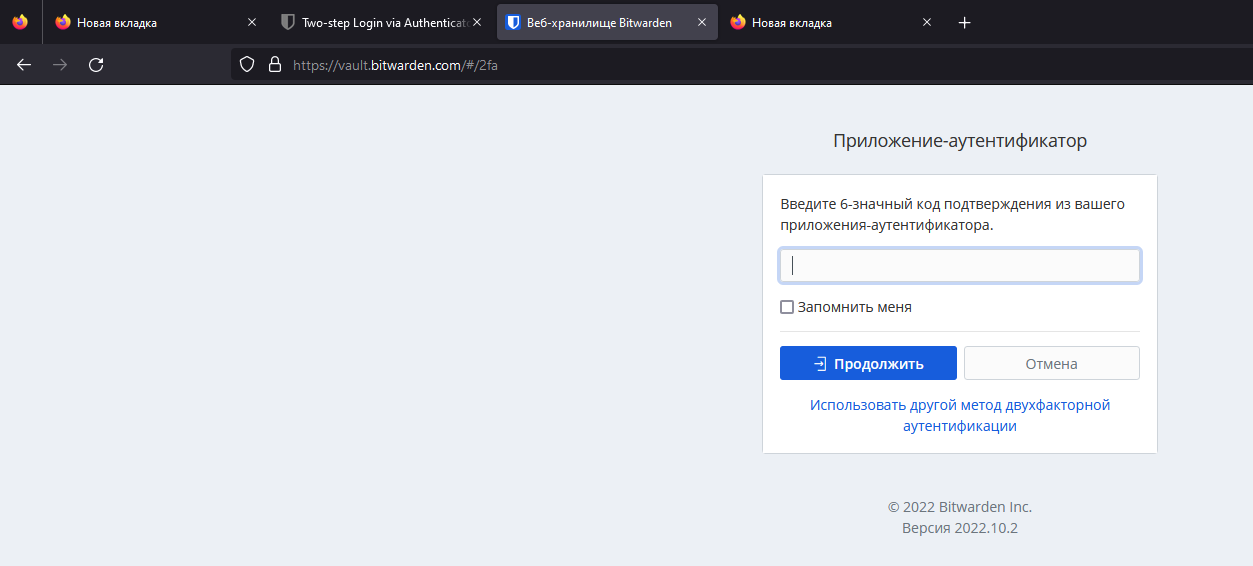 Новая вкладка
Two-step Login via Authenticato
Веб-хранилище Bitwarden
Новая вкладка
https://vault.bitwarden.com/#/2fa
Приложение-аутентификатор
Введите 6-значный код подтверждения из вашего
приложения-аутентификатора.
Запомнить меня
Продолжить
Отмена
Использовать другой метод двухфакторной
аутентификации
© 2022 Bitwarden Inc.
Версия 2022.10.2